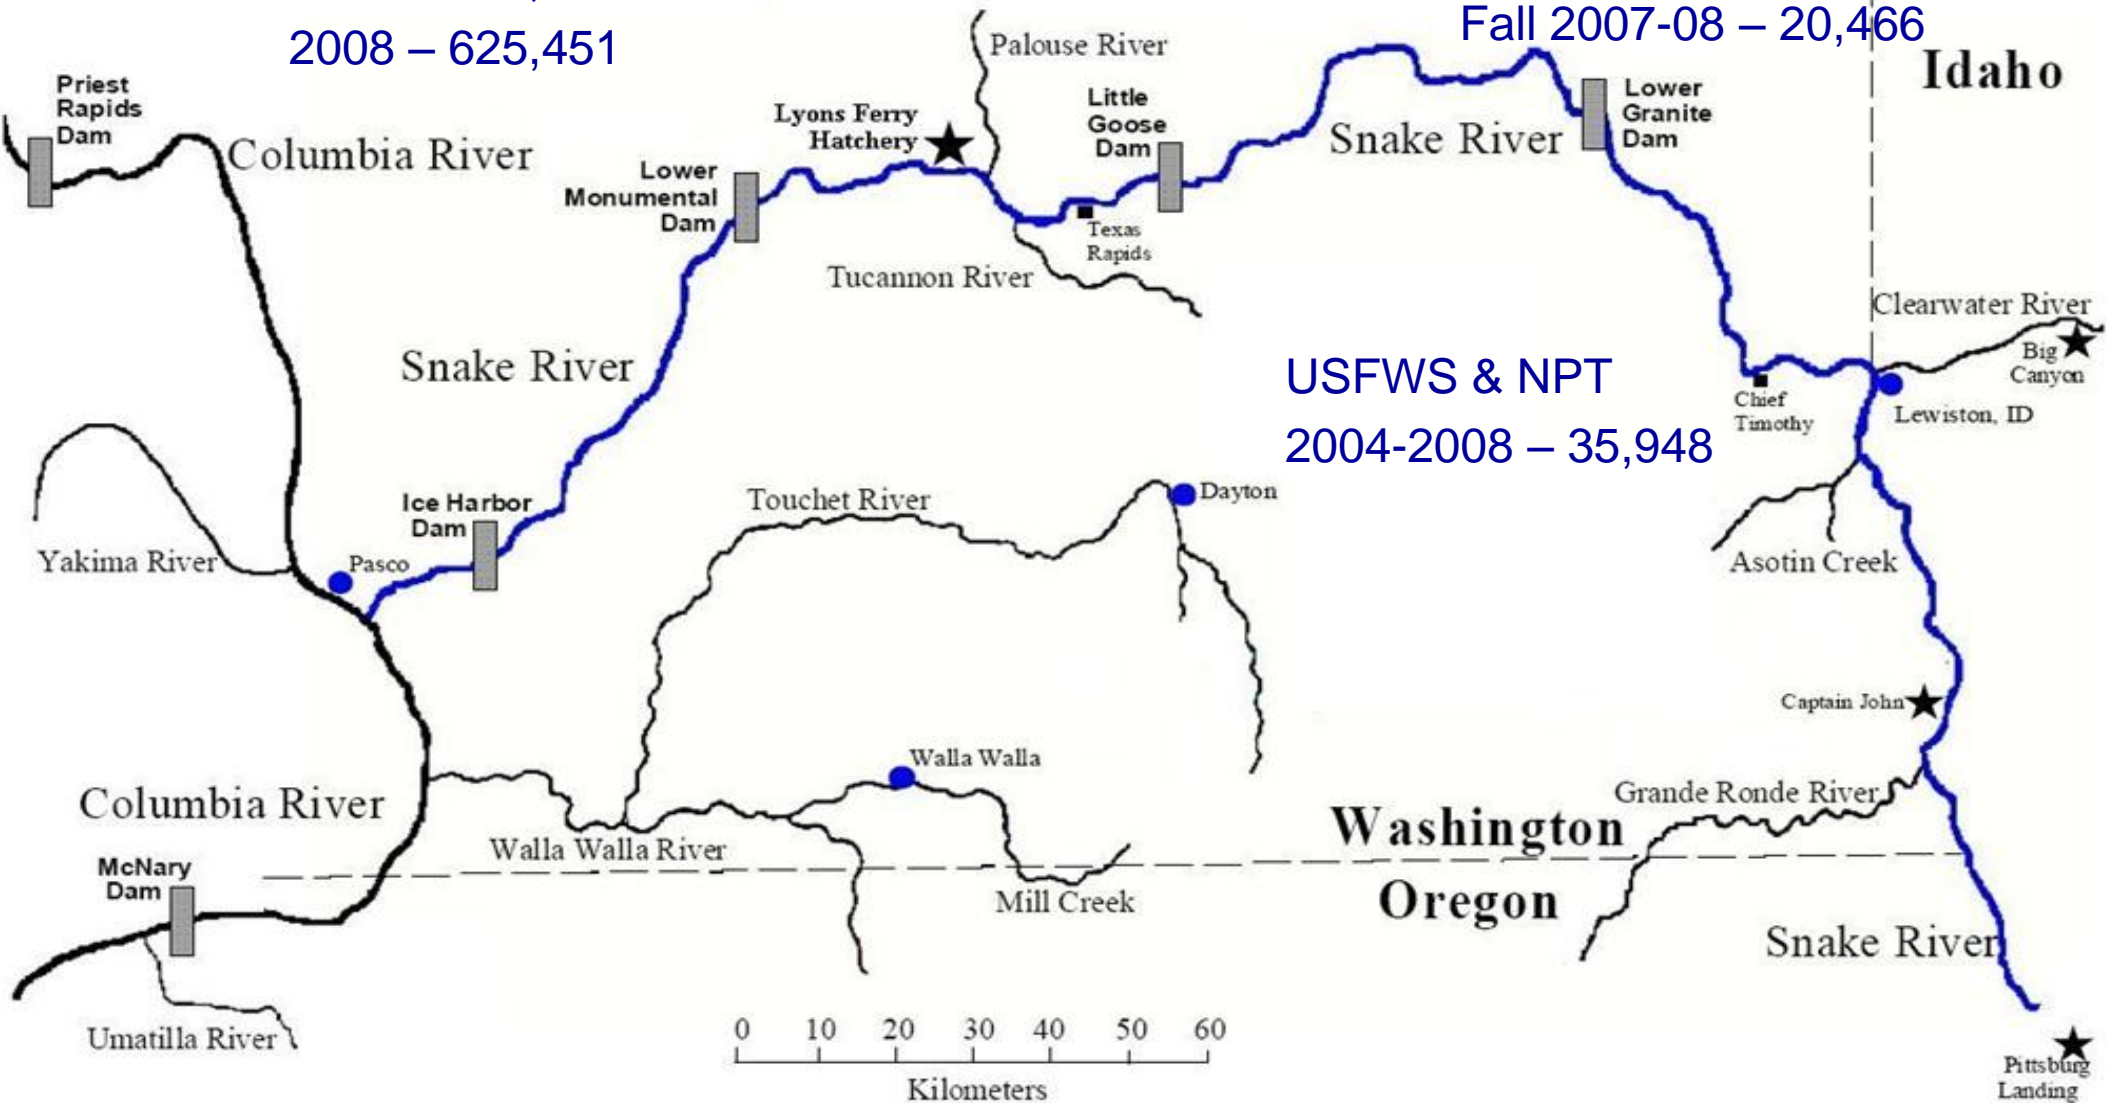 2008 – 625,451
Fall 2007-08 – 20,466
Idaho
Palouse River
Priest
Rapids
Dam
Columbia River
Lyons Ferry
Hatchery
Little
Goose
Dam
Snake River
Lower
Granite
Dam
Lower
Monumental
Dam
Texas
Rapids
Tucannon River
Clearwater River
Big
Canyon
Snake River
USFWS & NPT
2004-2008 – 35,948
Chief
Timothy
Lewiston, ID
Ice Harbor
Dam
Touchet River
Dayton
Yakima River
Pasco
Asotin Creek
Captain John
Walla Walla
Columbia River
Grande Ronde River
Washington
Walla Walla River
McNary
Dam
Mill Creek
Oregon
Snake River
Umatilla River
0 10 20 30 40 50 60
Kilometers
Pittsburg
Landing